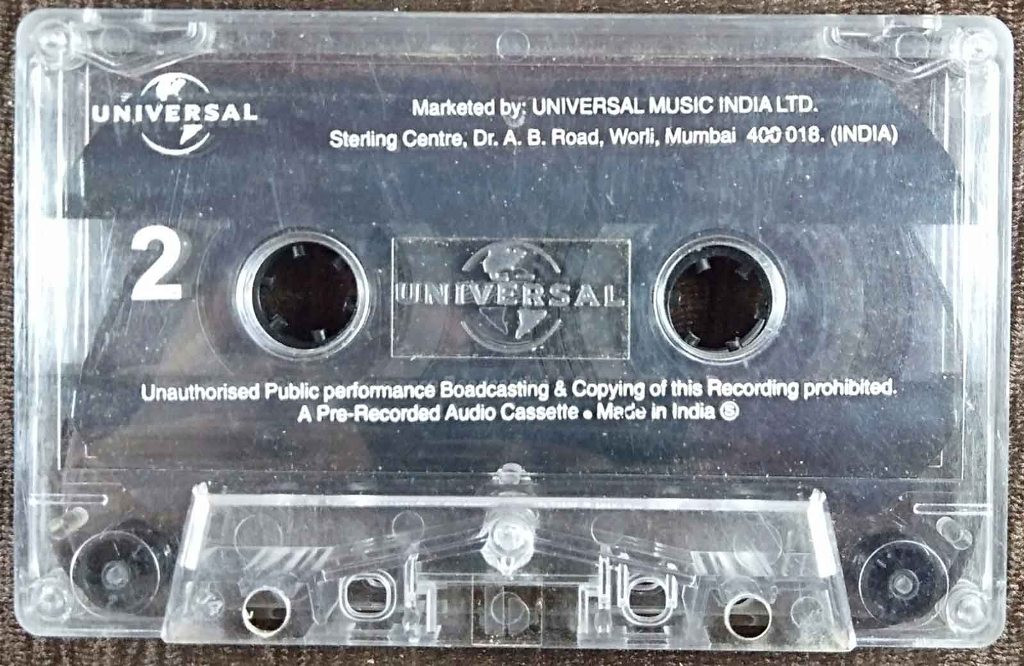 UNIVERSAL
Marketed by: UNIVERSAL MUSIC INDIA LTD.
Sterling Centre, Dr. A. B. Road, Worli, Mumbai 400 018. (INDIA)
2
UNIVERSAL
Unauthorised Public performance Boadcasting & Copying of this Recording prohibited.
A Pre-Recorded Audio Cassette • Made in India Ⓢ